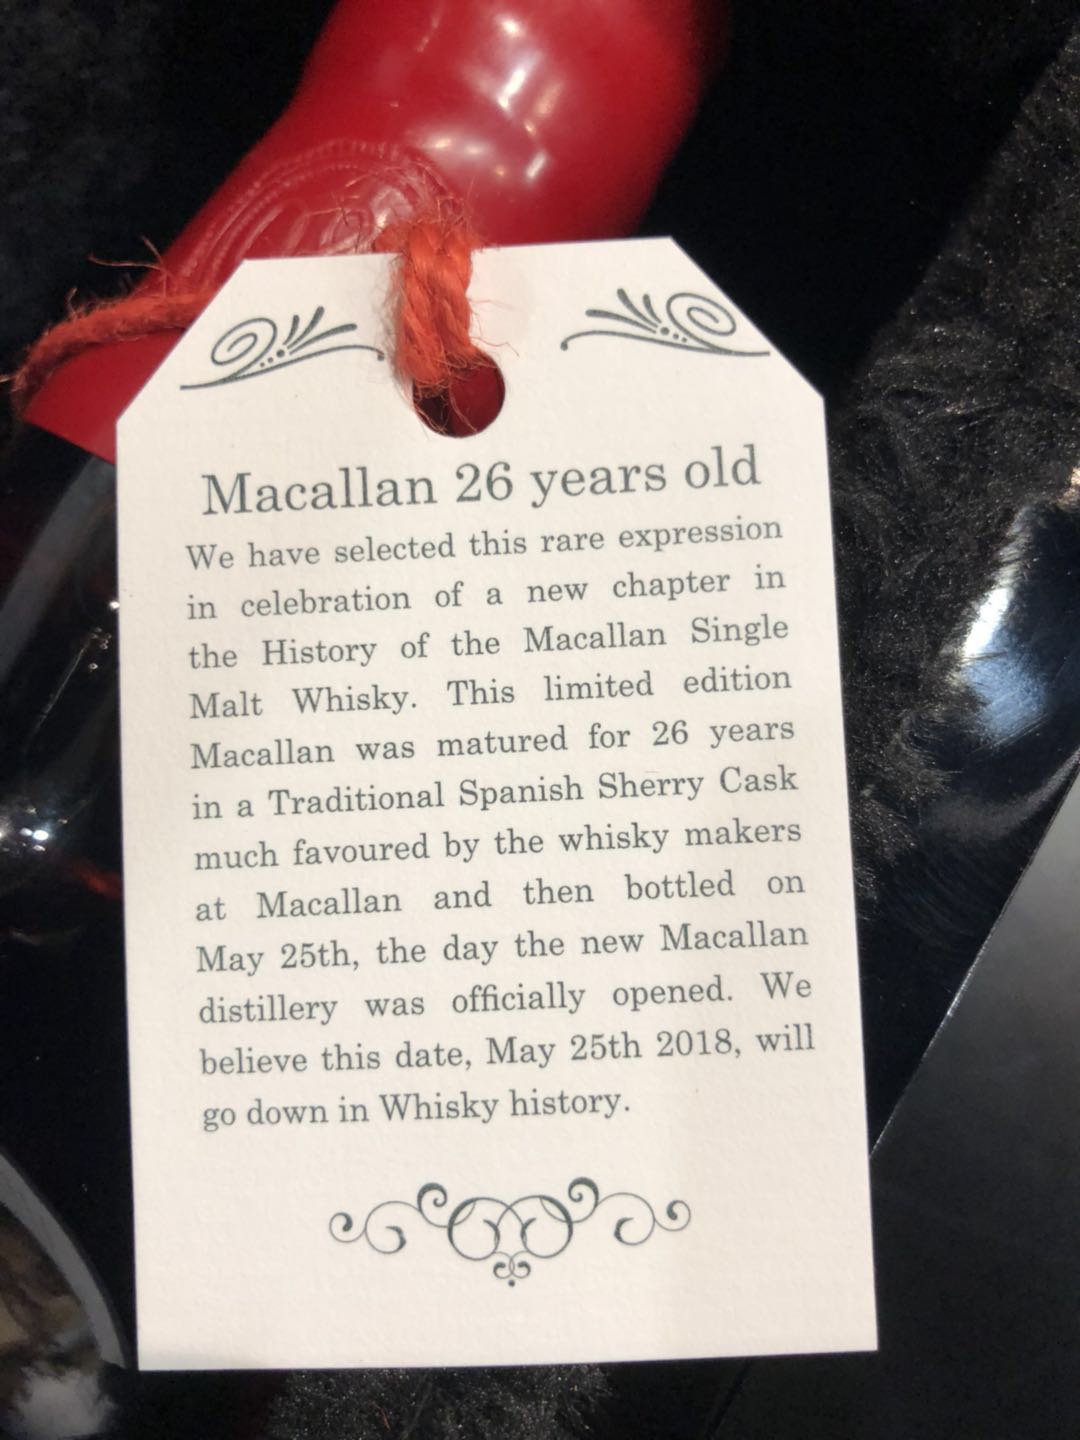 Macallan 26 years old
We have selected this rare expression
in celebration of a new chapter in
the History of the Macallan Single
Malt Whisky. This limited edition
Macallan was matured for 26 years
in a Traditional Spanish Sherry Cask
much favoured by the whisky makers
at Macallan and then bottled on
May 25th, the day the new Macallan
distillery was officially opened. We
believe this date, May 25th 2018, will
go down in Whisky history.